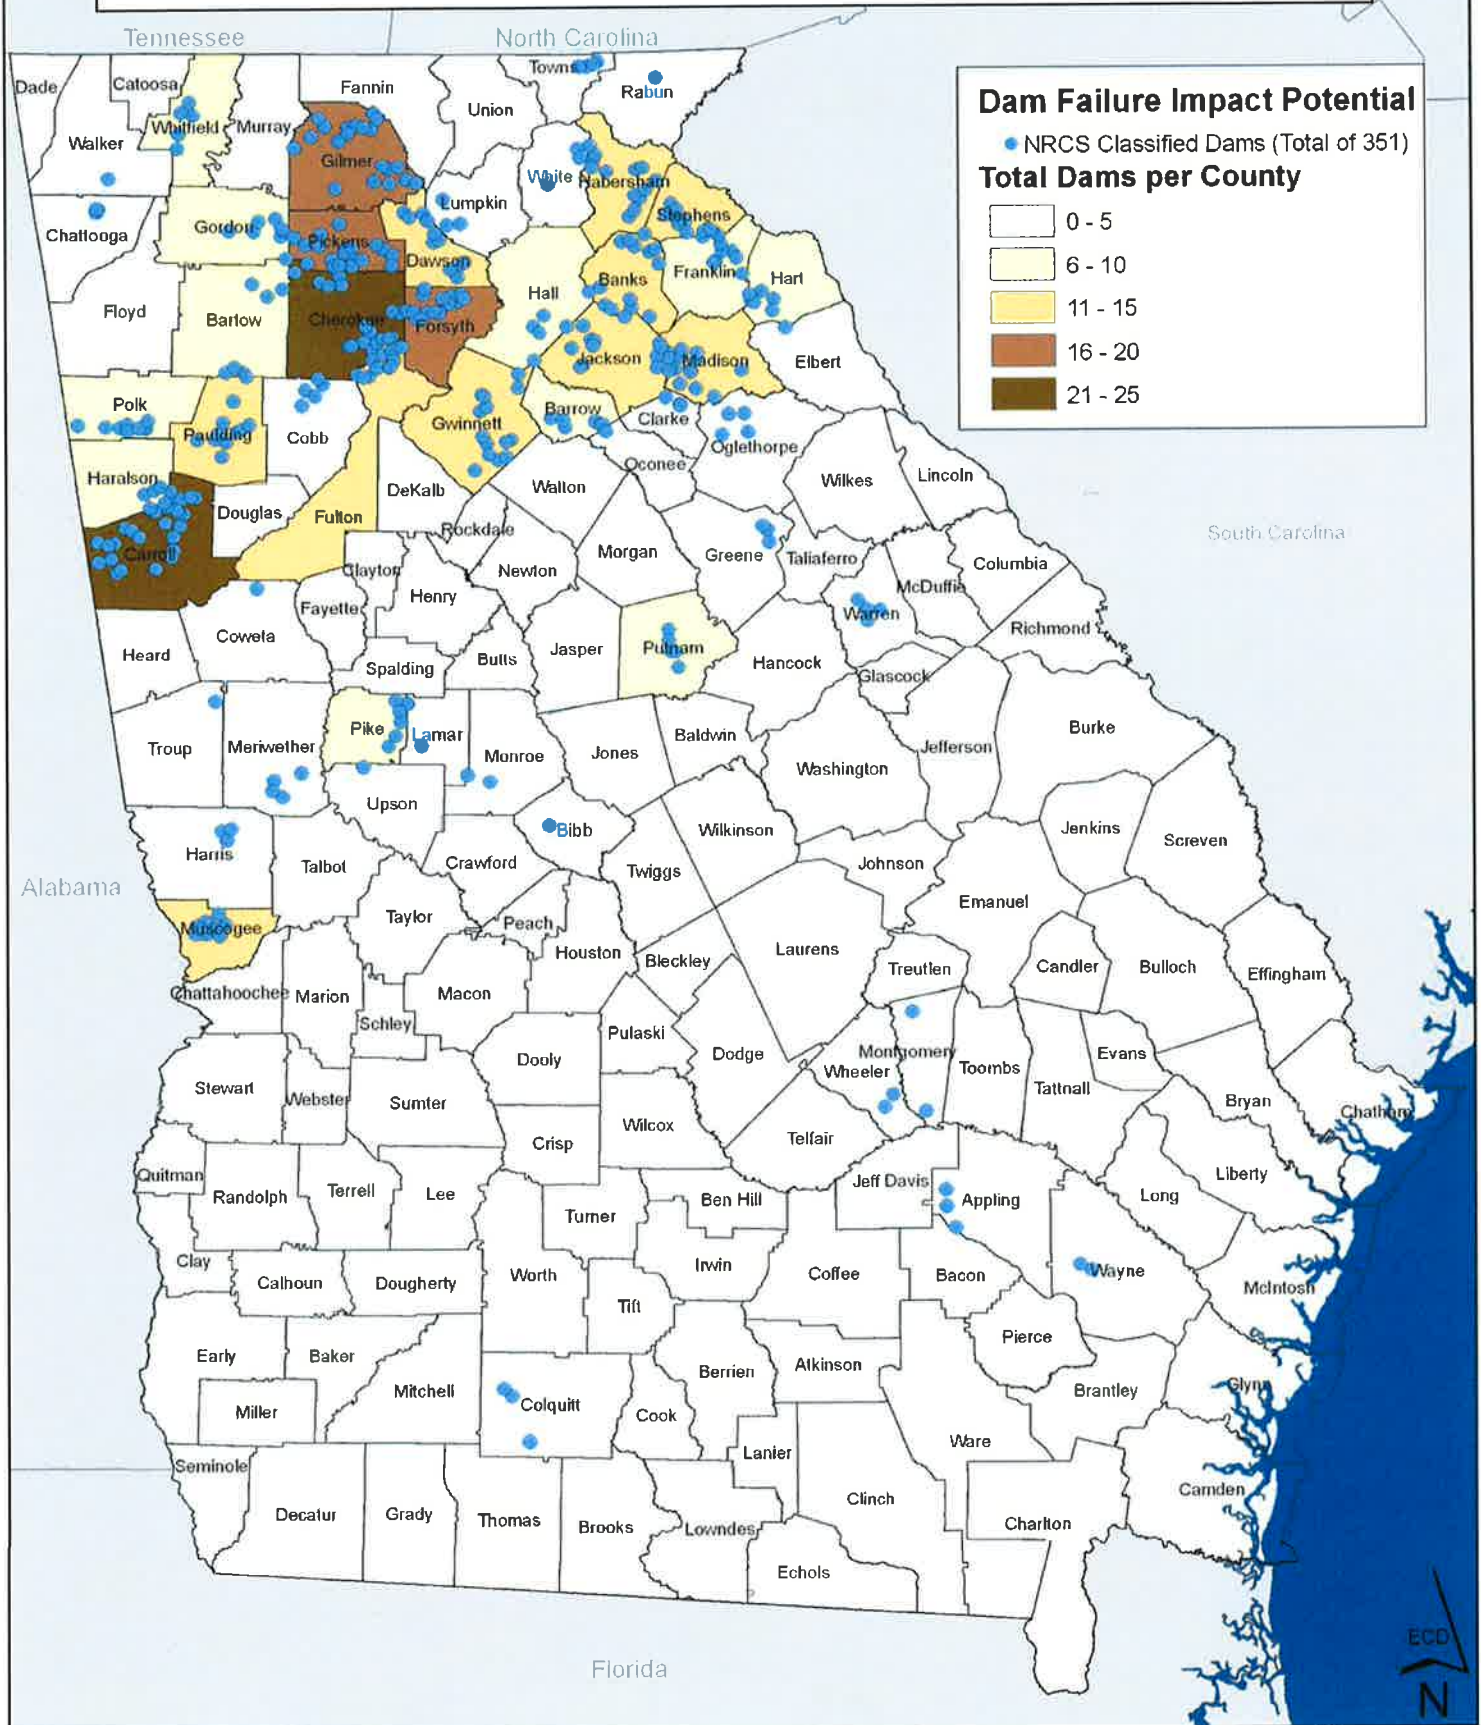 Tennessee
North Carolina
Dam Failure Impact Potential
NRCS Classified Dams (Total of 351)
Total Dams per County
0 - 5
6 - 10
11 - 15
16 - 20
21 - 25
Dade
Catoosa
Fannin
Towns
Rabun
Union
Walker
Whitfield
Murray
Gilmer
White
Habersham
Lumpkin
Stephens
Chattooga
Gordon
Pickens
Dawson
Banks
Franklin
Hart
Hall
Floyd
Bartow
Cherokee
Forsyth
Jackson
Madison
Elbert
Polk
Paulding
Cobb
Gwinnett
Barrow
Clarke
Oglethorpe
Oconee
Haralson
Douglas
Fulton
DeKalb
Walton
Wilkes
Lincoln
Rockdale
South Carolina
Carroll
Clayton
Newton
Morgan
Greene
Taliaferro
Columbia
McDuffie
Fayette
Henry
Warren
Richmond
Coweta
Heard
Spalding
Butts
Jasper
Putnam
Hancock
Glascock
Troup
Meriwether
Pike
Lamar
Monroe
Jones
Baldwin
Washington
Jefferson
Burke
Upson
Bibb
Wilkinson
Jenkins
Screven
Harris
Talbot
Crawford
Twiggs
Johnson
Alabama
Emanuel
Taylor
Peach
Muscogee
Houston
Bleckley
Laurens
Treutlen
Candler
Bulloch
Effingham
Chattahoochee
Marion
Macon
Schley
Pulaski
Dooly
Dodge
Montgomery
Wheeler
Toombs
Evans
Tattnall
Bryan
Chatham
Stewart
Webster
Sumter
Crisp
Wilcox
Telfair
Quitman
Randolph
Terrell
Lee
Turner
Ben Hill
Jeff Davis
Appling
Long
Liberty
Clay
Calhoun
Dougherty
Worth
Irwin
Coffee
Bacon
Wayne
McIntosh
Tift
Early
Baker
Mitchell
Berrien
Atkinson
Pierce
Brantley
Glynn
Miller
Colquitt
Cook
Lanier
Ware
Seminole
Camden
Decatur
Grady
Thomas
Brooks
Lowndes
Clinch
Charlton
Echols
Florida
ECD
N